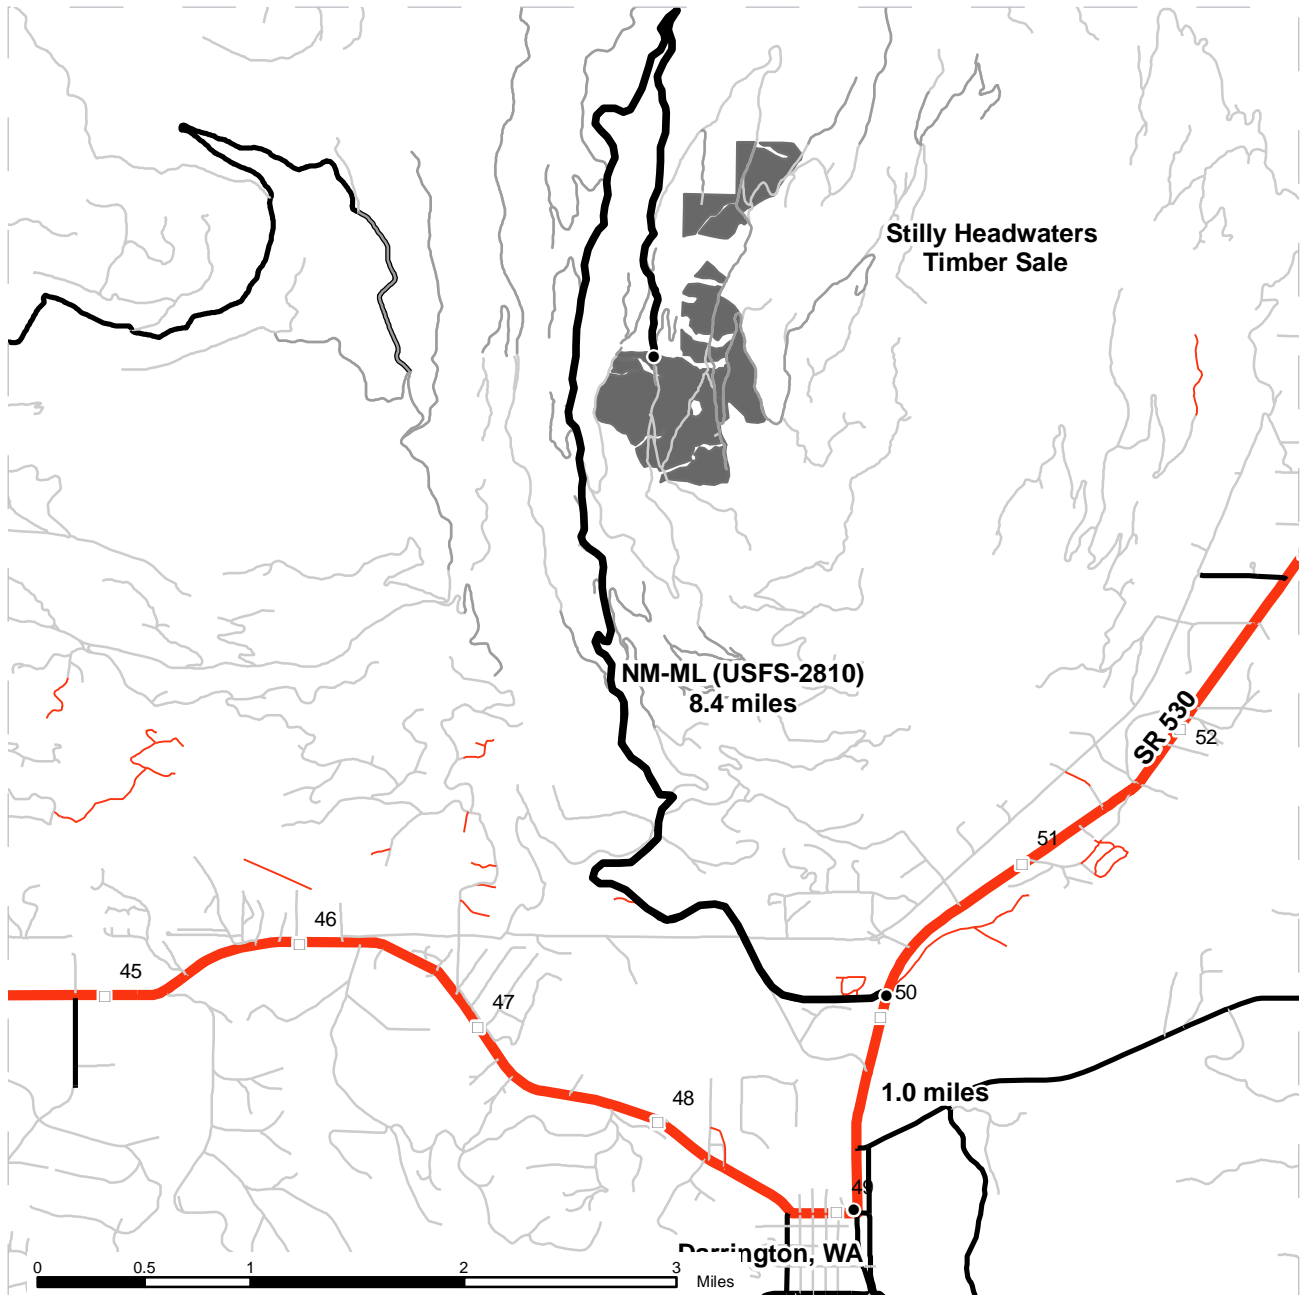 Stilly Headwaters
Timber Sale
NM-ML (USFS-2810)
8.4 miles
SR 530
52
51
46
45
47
50
48
1.0 miles
49
Darrington, WA
0 0.5 1 2 3
Miles